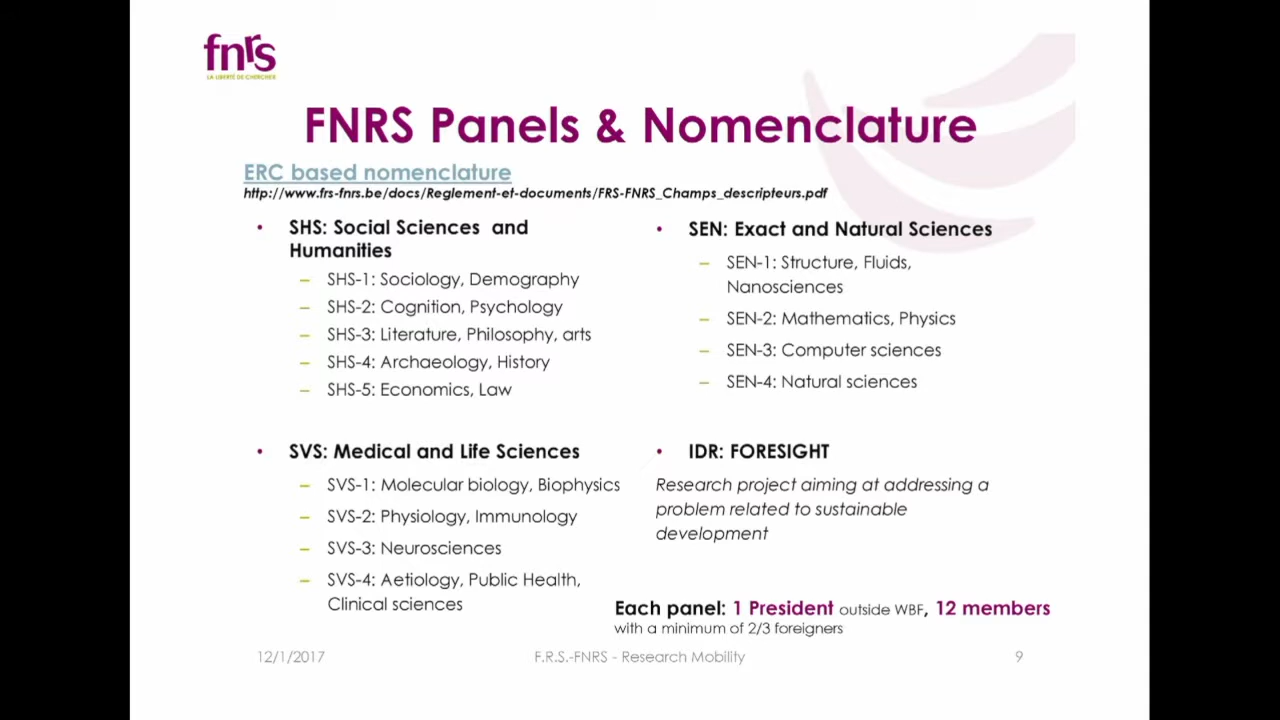 fnrs
LA LIBERTÉ DE CHERCHER
FNRS Panels & Nomenclature
ERC based nomenclature
http://www.frs-fnrs.be/docs/Reglement-et-documents/FRS-FNRS_Champs_descripteurs.pdf
• SHS: Social Sciences and
Humanities
– SHS-1: Sociology, Demography
– SHS-2: Cognition, Psychology
– SHS-3: Literature, Philosophy, arts
– SHS-4: Archaeology, History
– SHS-5: Economics, Law
• SEN: Exact and Natural Sciences
– SEN-1: Structure, Fluids,
Nanosciences
– SEN-2: Mathematics, Physics
– SEN-3: Computer sciences
– SEN-4: Natural sciences
• SVS: Medical and Life Sciences
– SVS-1: Molecular biology, Biophysics
– SVS-2: Physiology, Immunology
– SVS-3: Neurosciences
– SVS-4: Aetiology, Public Health,
Clinical sciences
• IDR: FORESIGHT
Research project aiming at addressing a
problem related to sustainable
development
Each panel: 1 President outside WBF, 12 members
with a minimum of 2/3 foreigners
12/1/2017
F.R.S.-FNRS - Research Mobility
9